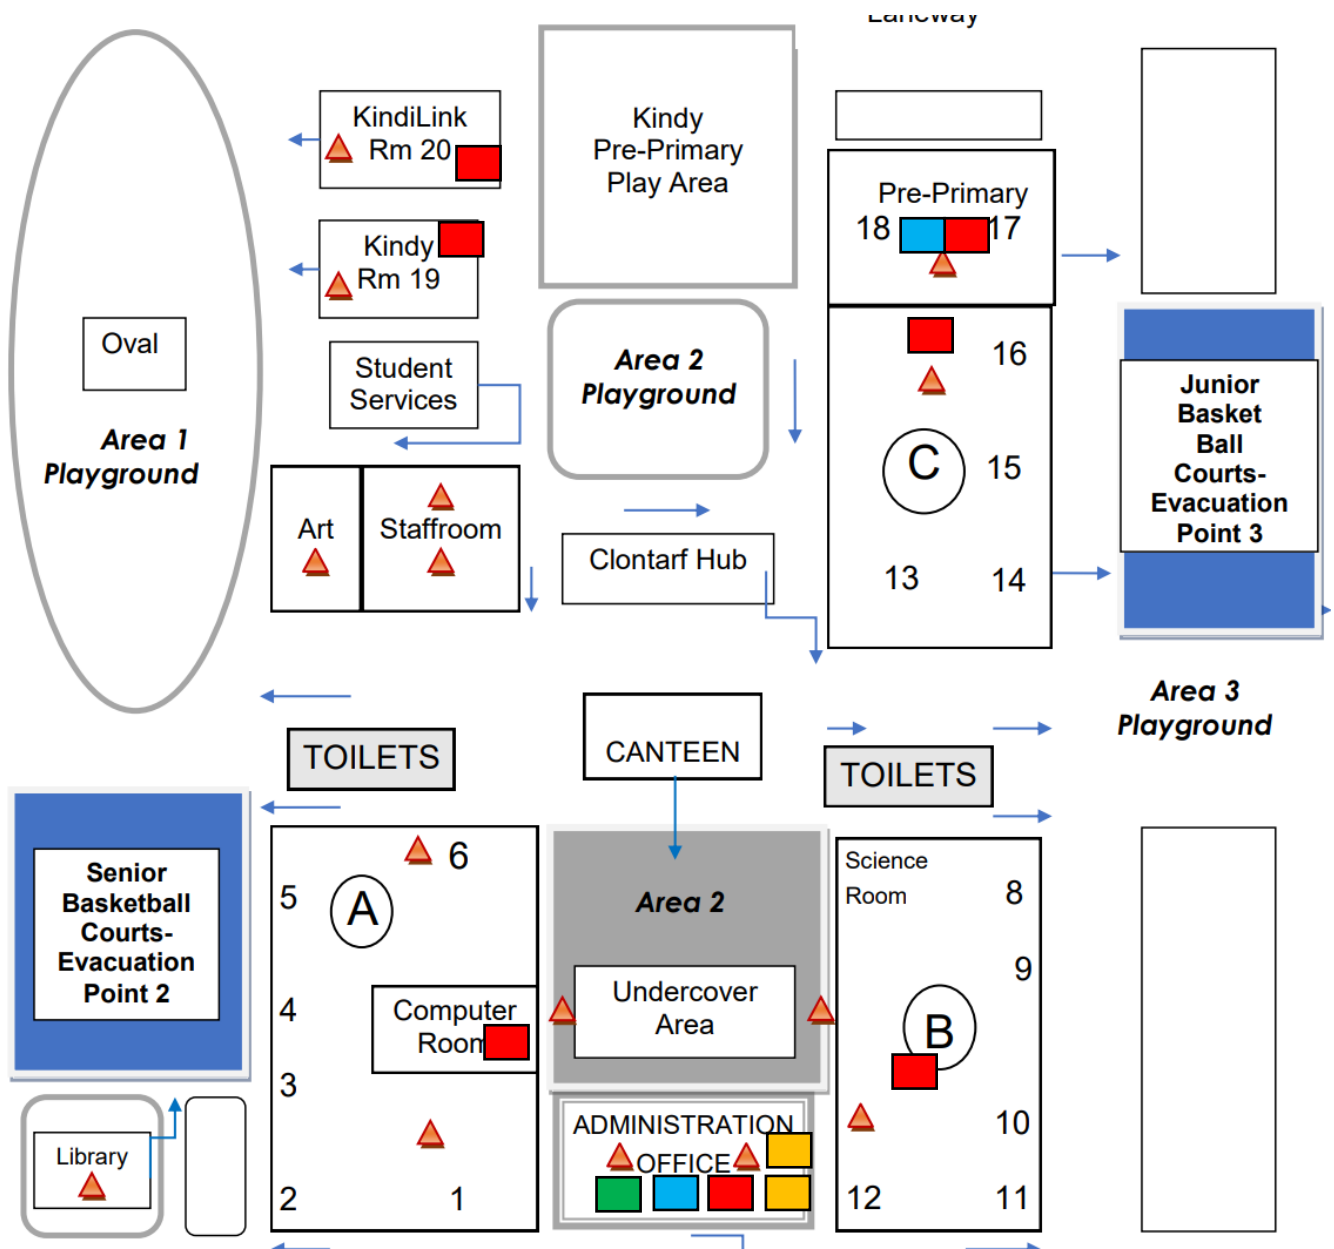 Laneway
KindiLink
Rm 20
Kindy
Pre-Primary
Play Area
Pre-Primary
18
17
Kindy
Rm 19
Oval
Area 1
Playground
Student
Services
Area 2
Playground
16
C
15
13
14
Junior
Basket
Ball
Courts-
Evacuation
Point 3
Art
Staffroom
Clontarf Hub
Area 3
Playground
TOILETS
CANTEEN
TOILETS
Senior
Basketball
Courts-
Evacuation
Point 2
6
5
A
4
Computer
Room
3
2
1
Area 2
Undercover
Area
Science
Room
8
9
B
10
12
11
Library
ADMINISTRATION
OFFICE